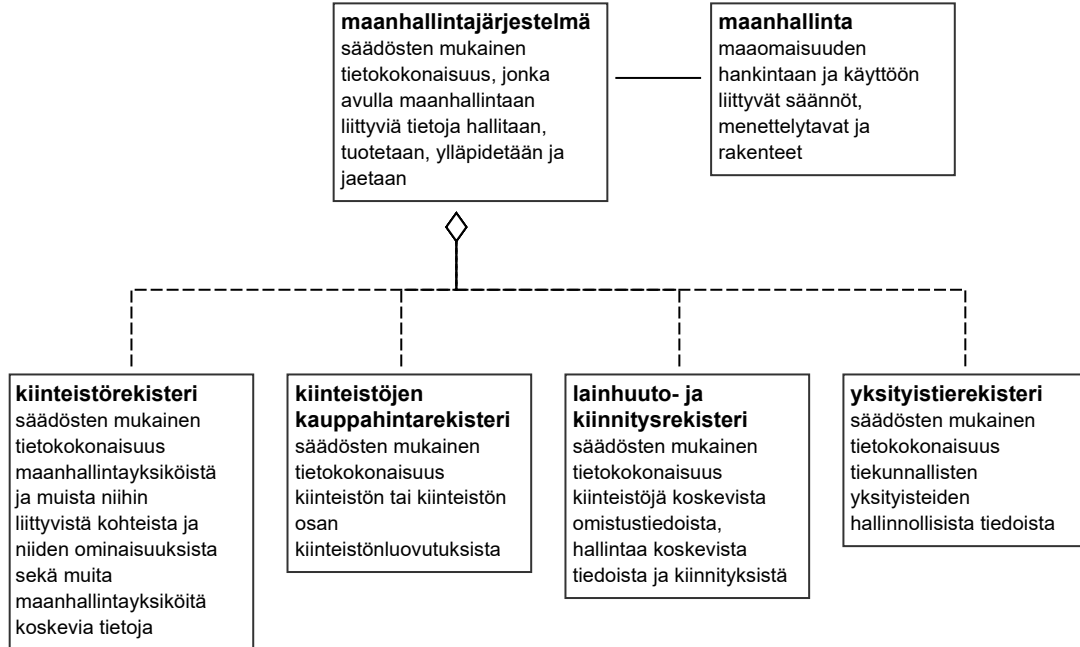 maanhallintajärjestelmä
säädösten mukainen
tietokokonaisuus, jonka
avulla maanhallintaan
liittyviä tietoja hallitaan,
tuotetaan, ylläpidetään ja
jaetaan
maanhallinta
maaomaisuuden
hankintaan ja käyttöön
liittyvät säännöt,
menettelytavat ja
rakenteet
kiinteistörekisteri
säädösten mukainen
tietokokonaisuus
maanhallintayksiköistä
ja muista niihin
liittyvistä kohteista ja
niiden ominaisuuksista
sekä muita
maanhallintayksiköitä
koskevia tietoja
kiinteistöjen
kauppahintarekisteri
säädösten mukainen
tietokokonaisuus
kiinteistön tai kiinteistön
osan
kiinteistönluovutuksista
lainhuuto- ja
kiinnitysrekisteri
säädösten mukainen
tietokokonaisuus
kiinteistöjä koskevista
omistustiedoista,
hallintaa koskevista
tiedoista ja kiinnityksistä
yksityistierekisteri
säädösten mukainen
tietokokonaisuus
tiekunnallisten
yksityisteiden
hallinnollisista tiedoista